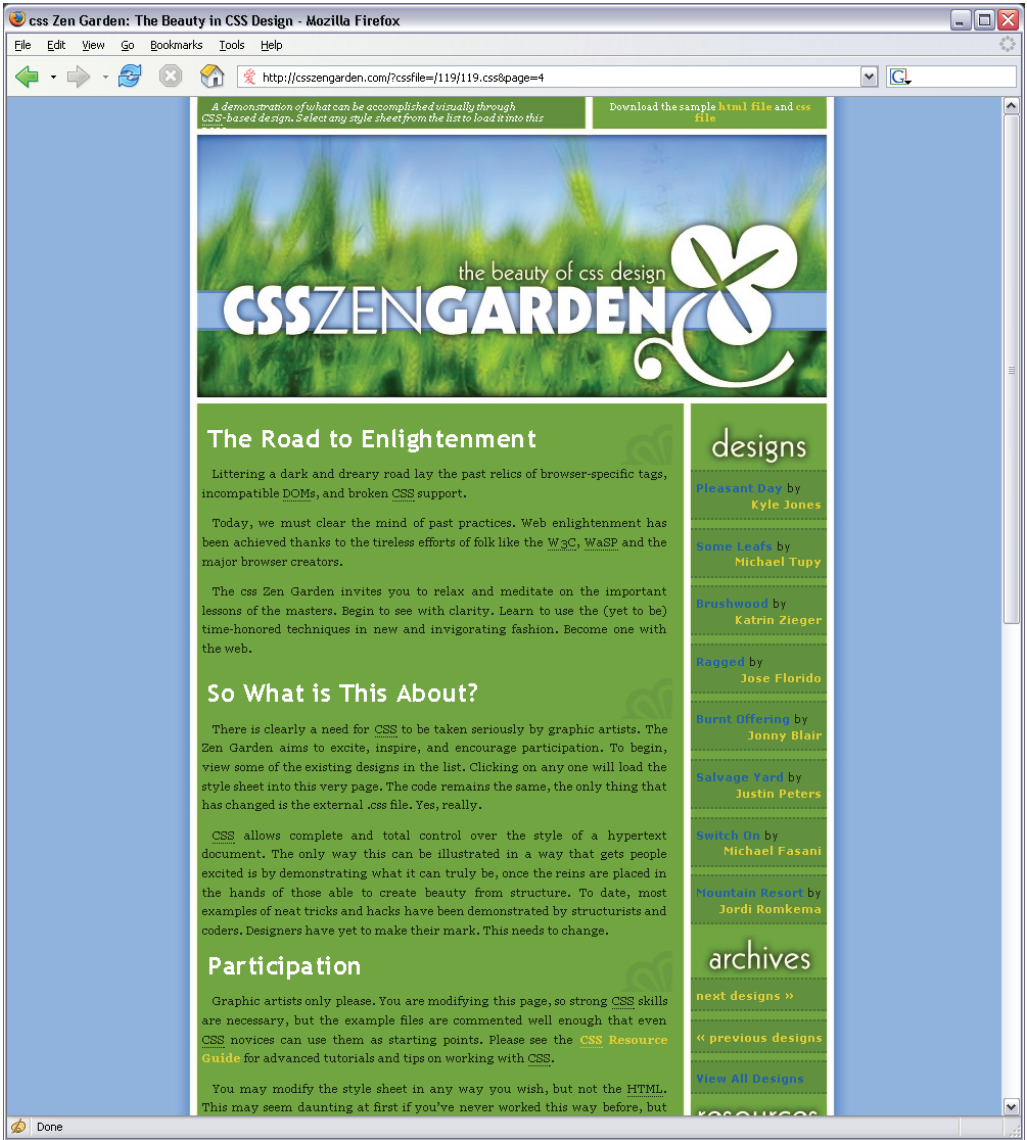 css Zen Garden: The Beauty in CSS Design - Mozilla Firefox
File Edit View Go Bookmarks Tools Help
http://csszengarden.com/?cssfile=/119/119.css&page=4
G
A demonstration of what can be accomplished visually through
CSS-based design. Select any style sheet from the list to load it into this
Download the sample html file and css
file
the beauty of css design
CSSZENGARDEN
The Road to Enlightenment
Littering a dark and dreary road lay the past relics of browser-specific tags,
incompatible DOMs, and broken CSS support.
Today, we must clear the mind of past practices. Web enlightenment has
been achieved thanks to the tireless efforts of folk like the W3C, WaSP and the
major browser creators.
The css Zen Garden invites you to relax and meditate on the important
lessons of the masters. Begin to see with clarity. Learn to use the (yet to be)
time-honored techniques in new and invigorating fashion. Become one with
the web.
So What is This About?
There is clearly a need for CSS to be taken seriously by graphic artists. The
Zen Garden aims to excite, inspire, and encourage participation. To begin,
view some of the existing designs in the list. Clicking on any one will load the
style sheet into this very page. The code remains the same, the only thing that
has changed is the external .css file. Yes, really.
CSS allows complete and total control over the style of a hypertext
document. The only way this can be illustrated in a way that gets people
excited is by demonstrating what it can truly be, once the reins are placed in
the hands of those able to create beauty from structure. To date, most
examples of neat tricks and hacks have been demonstrated by structurists and
coders. Designers have yet to make their mark. This needs to change.
Participation
Graphic artists only please. You are modifying this page, so strong CSS skills
are necessary, but the example files are commented well enough that even
CSS novices can use them as starting points. Please see the CSS Resource
Guide for advanced tutorials and tips on working with CSS.
You may modify the style sheet in any way you wish, but not the HTML.
This may seem daunting at first if you've never worked this way before, but
designs
Pleasant Day by
Kyle Jones
Some Leafs by
Michael Tupy
Brushwood by
Katrin Zieger
Ragged by
Jose Florido
Burnt Offering by
Jonny Blair
Salvage Yard by
Justin Peters
Switch On by
Michael Fasani
Mountain Resort by
Jordi Romkema
archives
next designs »
« previous designs
View All Designs
resources
Done